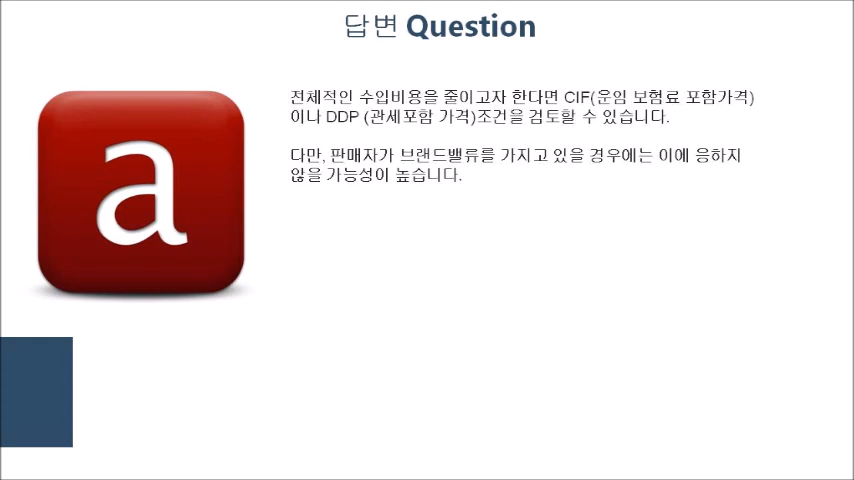 답변 Question
a
전체적인 수입비용을 줄이고자 한다면 CIF(운임 보험료 포함가격)
이나 DDP (관세포함 가격)조건을 검토할 수 있습니다.
다만, 판매자가 브랜드밸류를 가지고 있을 경우에는 이에 응하지
않을 가능성이 높습니다.